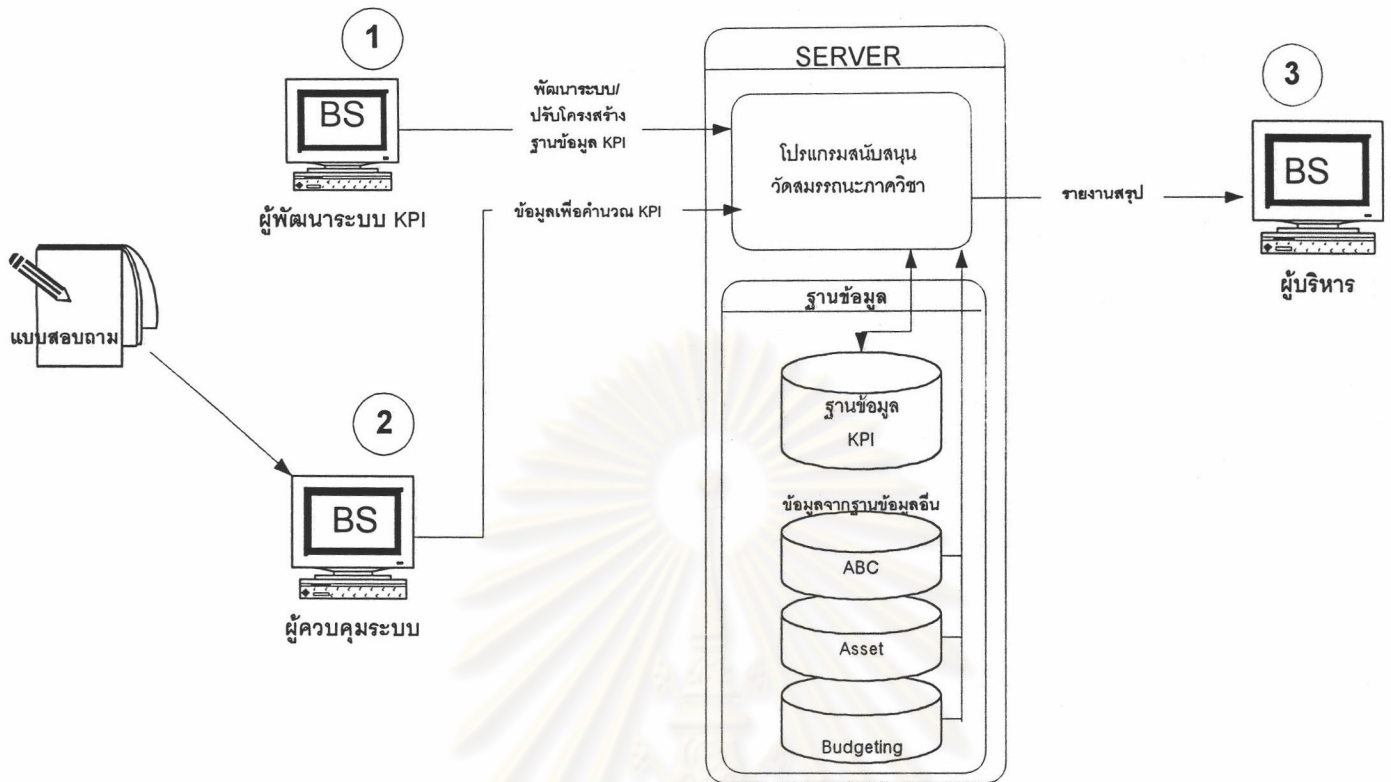 1
BS
ผู้พัฒนาระบบ KPI
พัฒนาระบบ/
ปรับโครงสร้าง
ฐานข้อมูล KPI
แบบสอบถาม
2
BS
ผู้ควบคุมระบบ
ข้อมูลเพื่อคำนวณ KPI
SERVER
โปรแกรมสนับสนุน
วัดสมรรถนะภาควิชา
ฐานข้อมูล
ฐานข้อมูล
KPI
ข้อมูลจากฐานข้อมูลอื่น
ABC
Asset
Budgeting
รายงานสรุป
3
BS
ผู้บริหาร